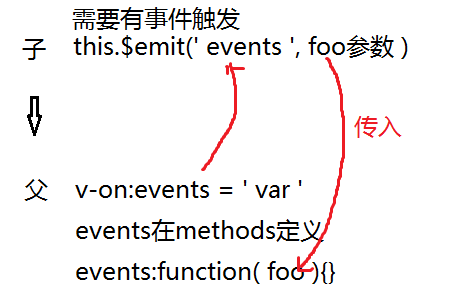 需要有事件触发
子 this.$emit(' events ', foo参数 )
传入
父 v-on:events = ' var '
events在methods定义
events:function( foo ){}